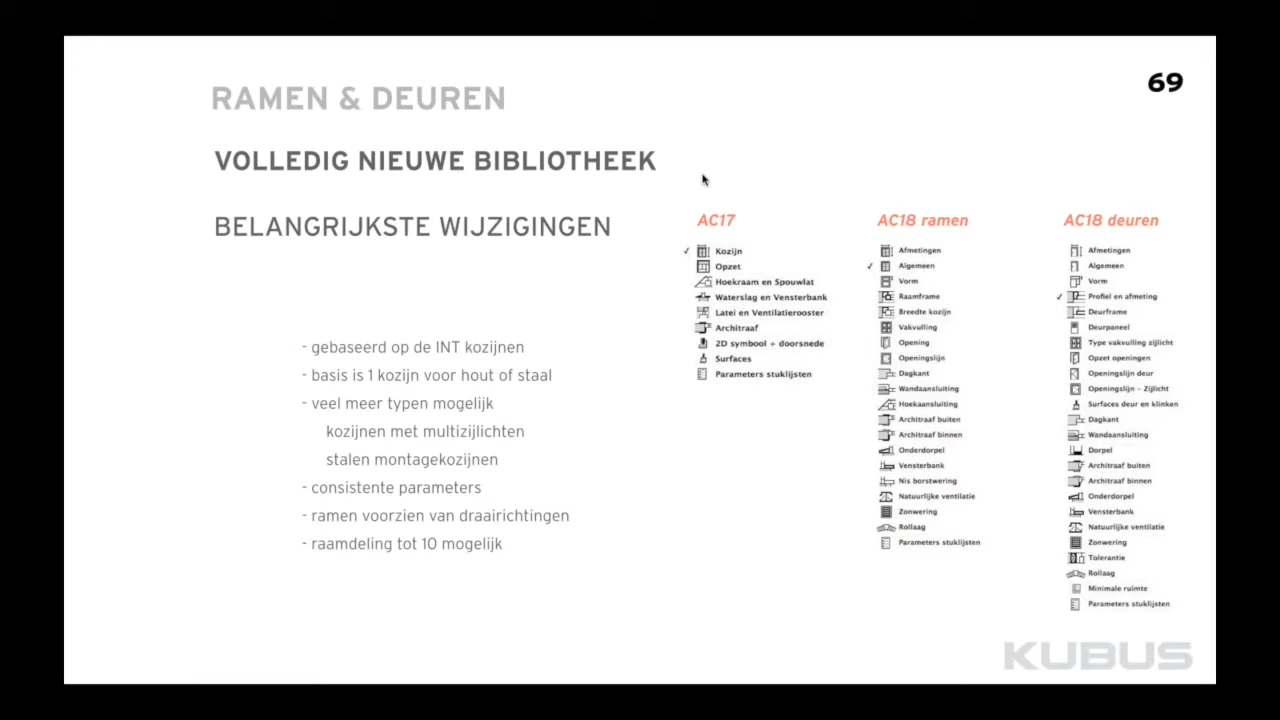 RAMEN & DEUREN
69
VOLLEDIG NIEUWE BIBLIOTHEEK
BELANGRIJKSTE WIJZIGINGEN
- gebaseerd op de INT kozijnen
- basis is 1 kozijn voor hout of staal
- veel meer typen mogelijk
kozijnen met multizijlichten
stalen montagekozijnen
- consistente parameters
- ramen voorzien van draairichtingen
- raamdeling tot 10 mogelijk
AC17
✓ Kozijn
Opzet
Hoekraam en Spouwlat
Waterslag en Vensterbank
Latei en Ventilatierooster
Architraaf
2D symbool + doorsnede
Surfaces
Parameters stuklijsten
AC18 ramen
Afmetingen
✓ Algemeen
Vorm
Raamframe
Breedte kozijn
Vakvulling
Opening
Openingslijn
Dagkant
Wandaansluiting
Hoekaansluiting
Architraaf buiten
Architraaf binnen
Onderdorpel
Vensterbank
Nis borstwering
Natuurlijke ventilatie
Zonwering
Rollaag
Parameters stuklijsten
AC18 deuren
Afmetingen
Algemeen
Vorm
✓ Profiel en afmeting
Deurframe
Deurpaneel
Type vakvulling zijlicht
Opzet openingen
Openingslijn deur
Openingslijn - Zijlicht
Surfaces deur en klinken
Dagkant
Wandaansluiting
Dorpel
Architraaf buiten
Architraaf binnen
Onderdorpel
Vensterbank
Natuurlijke ventilatie
Zonwering
Tolerantie
Rollaag
Minimale ruimte
Parameters stuklijsten
KUBUS